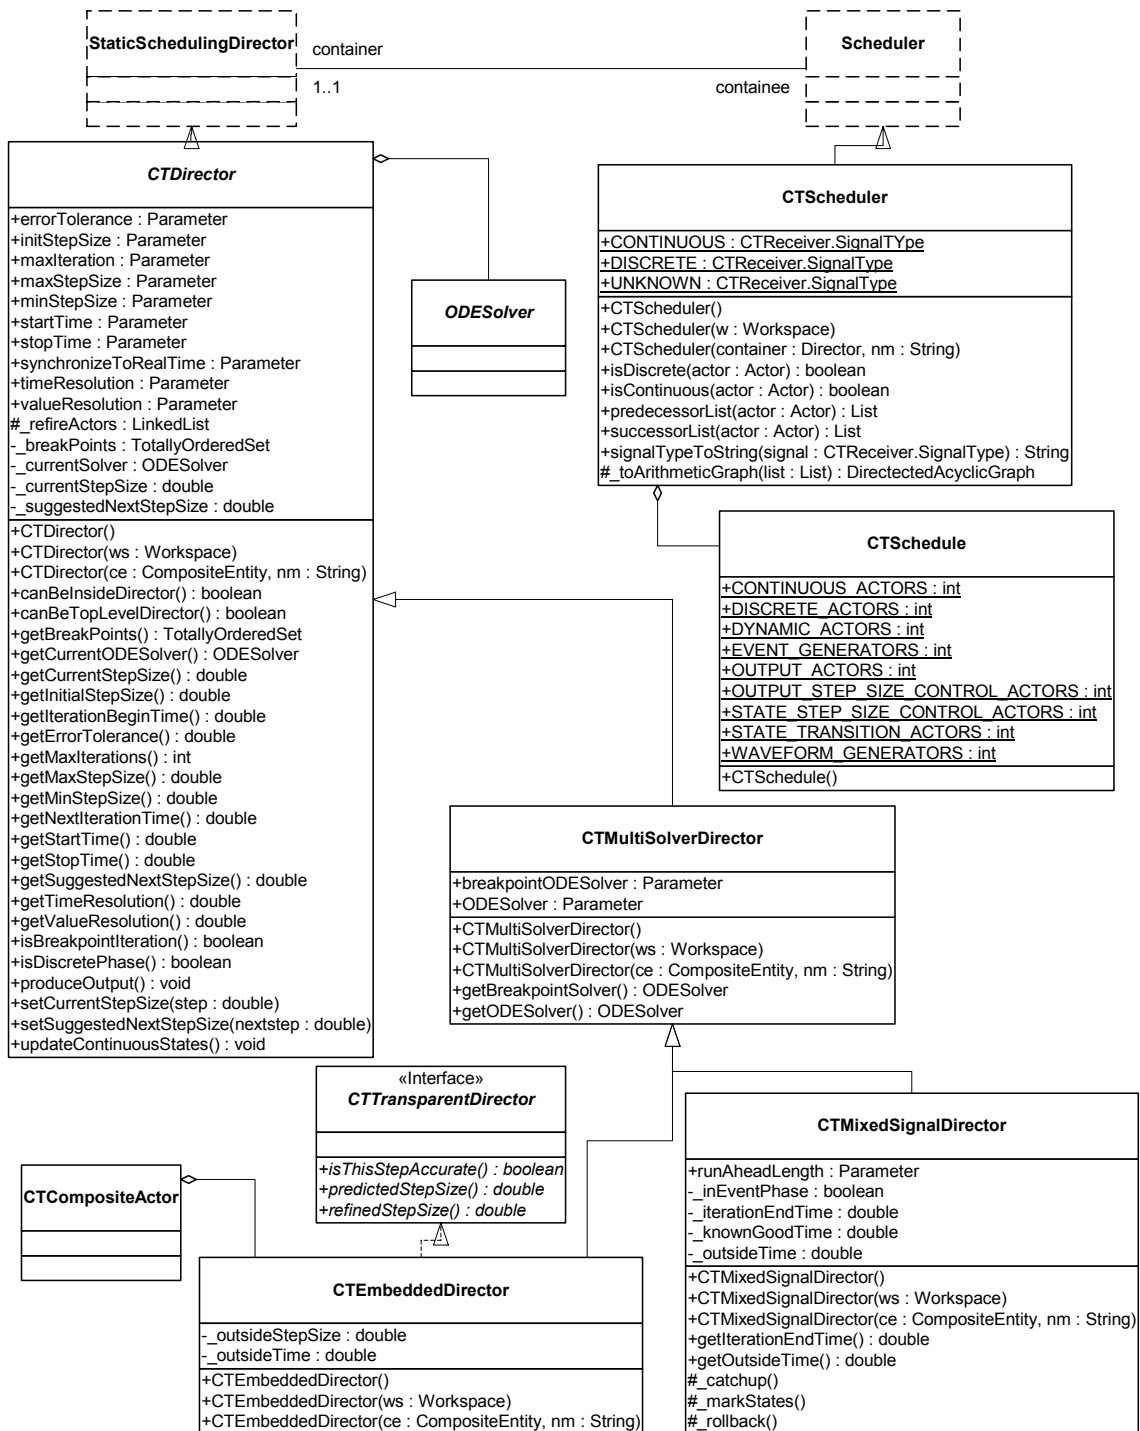 StaticSchedulingDirector
container
1..1
Scheduler
containee
CTDirector
+errorTolerance : Parameter
+initStepSize : Parameter
+maxIteration : Parameter
+maxStepSize : Parameter
+minStepSize : Parameter
+startTime : Parameter
+stopTime : Parameter
+synchronizeToRealTime : Parameter
+timeResolution : Parameter
+valueResolution : Parameter
#_refireActors : LinkedList
-_breakPoints : TotallyOrderedSet
-_currentSolver : ODESolver
-_currentStepSize : double
-_suggestedNextStepSize : double
+CTDirector()
+CTDirector(ws : Workspace)
+CTDirector(ce : CompositeEntity, nm : String)
+canBeInsideDirector() : boolean
+canBeTopLevelDirector() : boolean
+getBreakPoints() : TotallyOrderedSet
+getCurrentODESolver() : ODESolver
+getCurrentStepSize() : double
+getInitialStepSize() : double
+getIterationBeginTime() : double
+getErrorTolerance() : double
+getMaxIterations() : int
+getMaxStepSize() : double
+getMinStepSize() : double
+getNextIterationTime() : double
+getStartTime() : double
+getStopTime() : double
+getSuggestedNextStepSize() : double
+getTimeResolution() : double
+getValueResolution() : double
+isBreakpointIteration() : boolean
+isDiscretePhase() : boolean
+produceOutput() : void
+setCurrentStepSize(step : double)
+setSuggestedNextStepSize(nextstep : double)
+updateContinuousStates() : void
ODESolver
CTScheduler
+CONTINUOUS : CTReceiver.SignalTYpe
+DISCRETE : CTReceiver.SignalType
+UNKNOWN : CTReceiver.SignalType
+CTScheduler()
+CTScheduler(w : Workspace)
+CTScheduler(container : Director, nm : String)
+isDiscrete(actor : Actor) : boolean
+isContinuous(actor : Actor) : boolean
+predecessorList(actor : Actor) : List
+successorList(actor : Actor) : List
+signalTypeToString(signal : CTReceiver.SignalType) : String
#_toArithmeticGraph(list : List) : DirectectedAcyclicGraph
CTSchedule
+CONTINUOUS_ACTORS : int
+DISCRETE_ACTORS : int
+DYNAMIC_ACTORS : int
+EVENT_GENERATORS : int
+OUTPUT_ACTORS : int
+OUTPUT_STEP_SIZE_CONTROL_ACTORS : int
+STATE_STEP_SIZE_CONTROL_ACTORS : int
+STATE_TRANSITION_ACTORS : int
+WAVEFORM_GENERATORS : int
+CTSchedule()
CTMultiSolverDirector
+breakpointODESolver : Parameter
+ODESolver : Parameter
+CTMultiSolverDirector()
+CTMultiSolverDirector(ws : Workspace)
+CTMultiSolverDirector(ce : CompositeEntity, nm : String)
+getBreakpointSolver() : ODESolver
+getODESolver() : ODESolver
«Interface»
CTTransparentDirector
+isThisStepAccurate() : boolean
+predictedStepSize() : double
+refinedStepSize() : double
CTCompositeActor
CTEmbeddedDirector
-_outsideStepSize : double
-_outsideTime : double
+CTEmbeddedDirector()
+CTEmbeddedDirector(ws : Workspace)
+CTEmbeddedDirector(ce : CompositeEntity, nm : String)
CTMixedSignalDirector
+runAheadLength : Parameter
-_inEventPhase : boolean
-_iterationEndTime : double
-_knownGoodTime : double
-_outsideTime : double
+CTMixedSignalDirector()
+CTMixedSignalDirector(ws : Workspace)
+CTMixedSignalDirector(ce : CompositeEntity, nm : String)
+getIterationEndTime() : double
+getOutsideTime() : double
#_catchup()
#_markStates()
#_rollback()